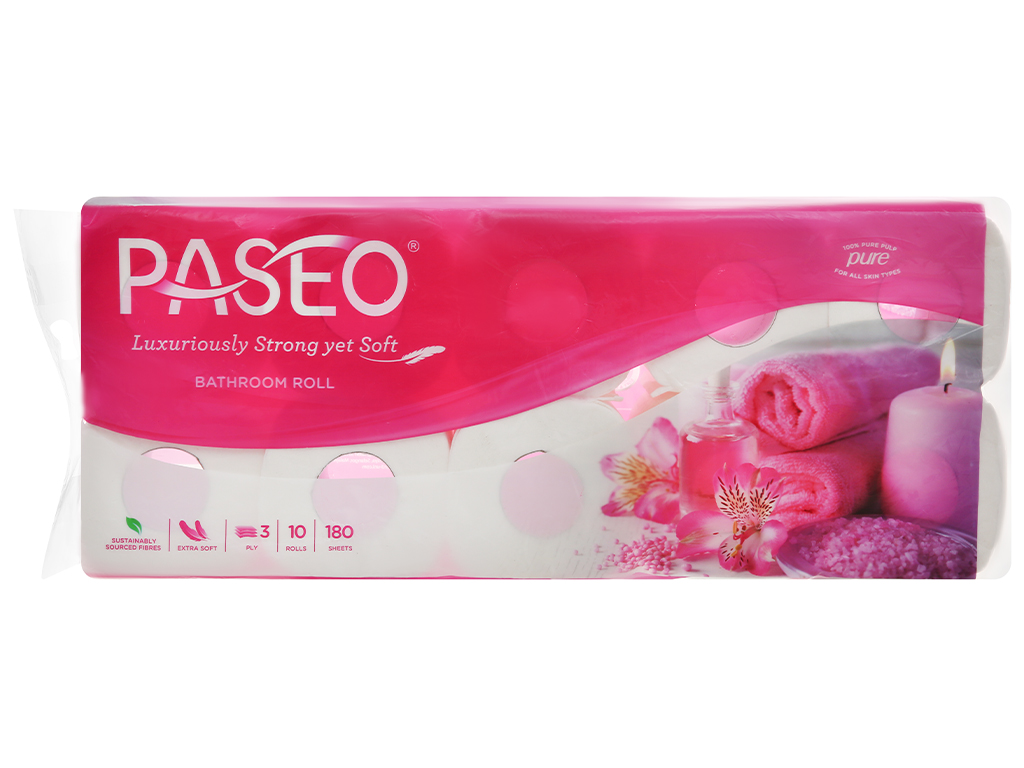 PASEO®
Luxuriously Strong yet Soft
BATHROOM ROLL
100% PURE PULP
pure
FOR ALL SKIN TYPES
SUSTAINABLY
SOURCED FIBRES
EXTRA SOFT
3
PLY
10
ROLLS
180
SHEETS